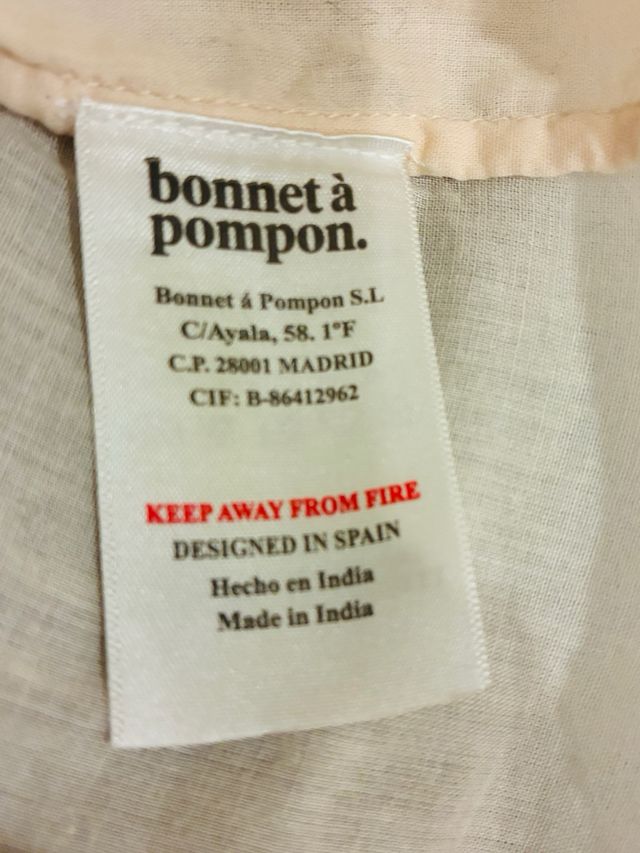 bonnet à
pompon.
Bonnet á Pompon S.L
C/Ayala, 58. 1ºF
C.P. 28001 MADRID
CIF: B-86412962
KEEP AWAY FROM FIRE
DESIGNED IN SPAIN
Hecho en India
Made in India